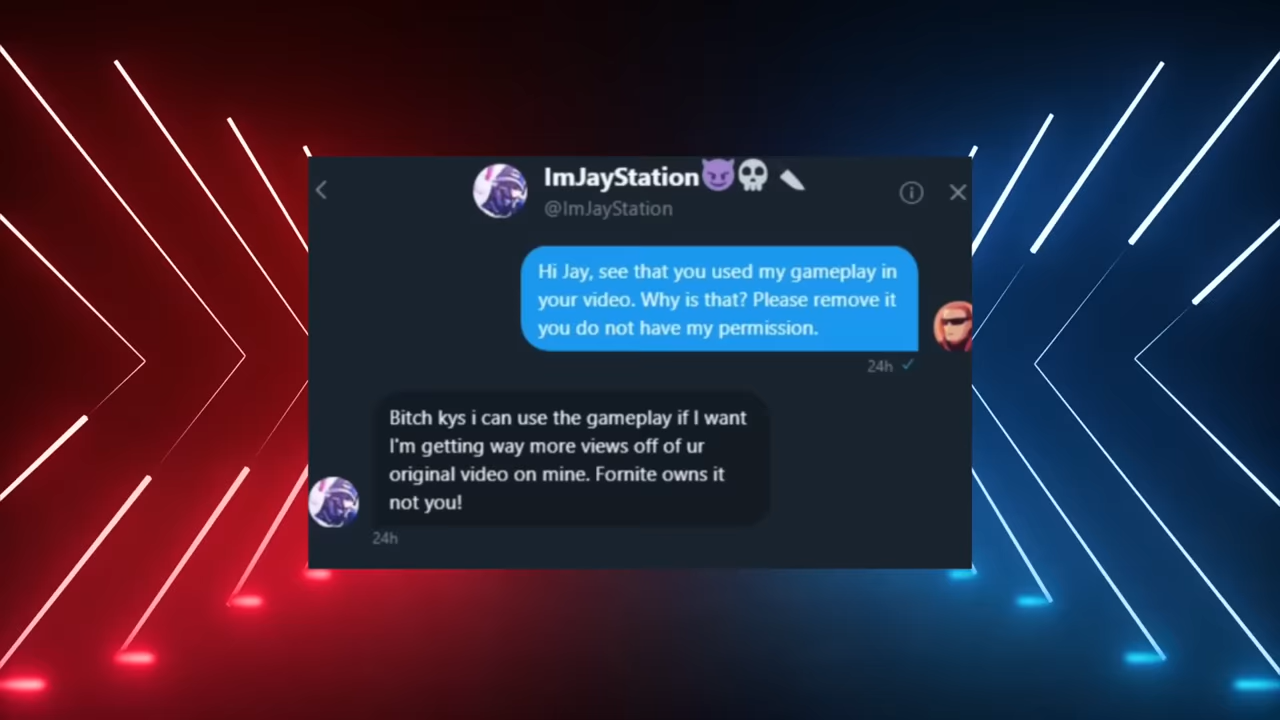 ImJayStation😈💀🔪
@ImJayStation
Hi Jay, see that you used my gameplay in
your video. Why is that? Please remove it
you do not have my permission.
24h ✓
Bitch kys i can use the gameplay if I want
I'm getting way more views off of ur
original video on mine. Fornite owns it
not you!
24h